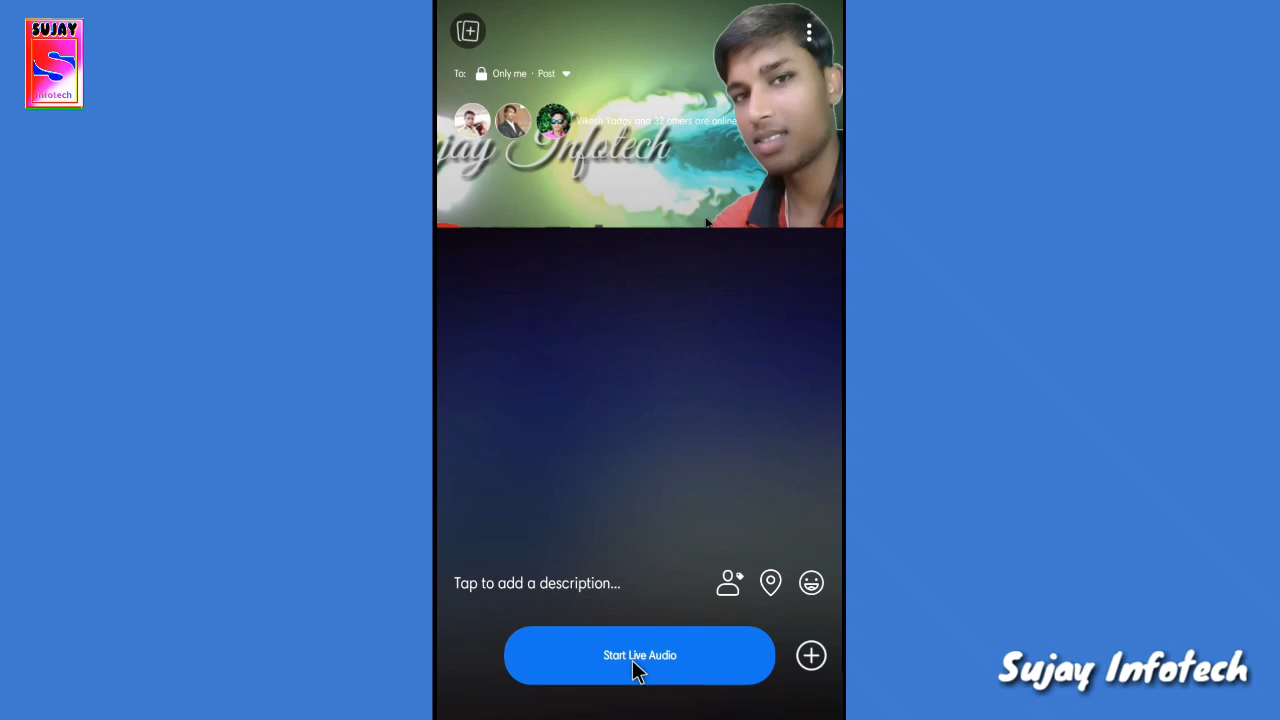 SUJAY
S
Infotech
To: Only me · Post
Vikesh Yadav and 32 others are online
jay Infotech
Tap to add a description...
Start Live Audio
Sujay Infotech